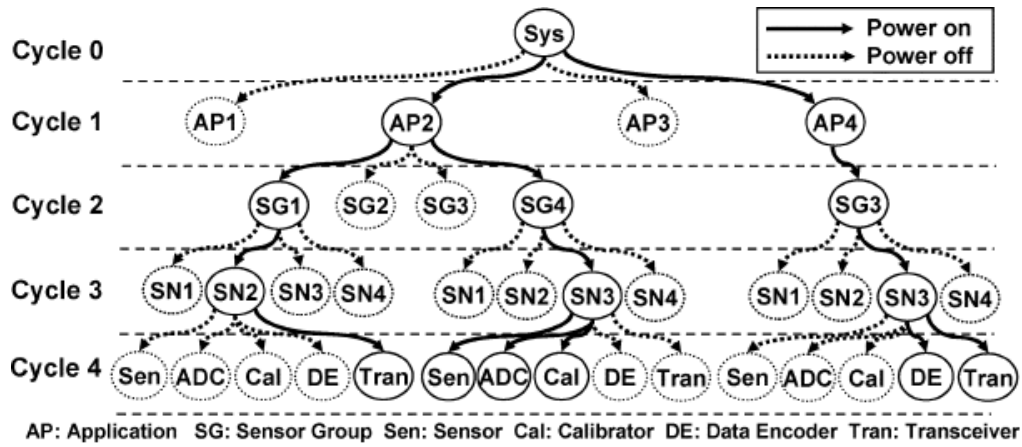 Sys
Power on
Power off
Cycle 0
Cycle 1 AP1 AP2 AP3 AP4
Cycle 2 SG1 SG2 SG3 SG4 SG3
Cycle 3 SN1 SN2 SN3 SN4 SN1 SN2 SN3 SN4 SN1 SN2 SN3 SN4
Cycle 4 Sen ADC Cal DE Tran Sen ADC Cal DE Tran Sen ADC Cal DE Tran
AP: Application SG: Sensor Group Sen: Sensor Cal: Calibrator DE: Data Encoder Tran: Transceiver